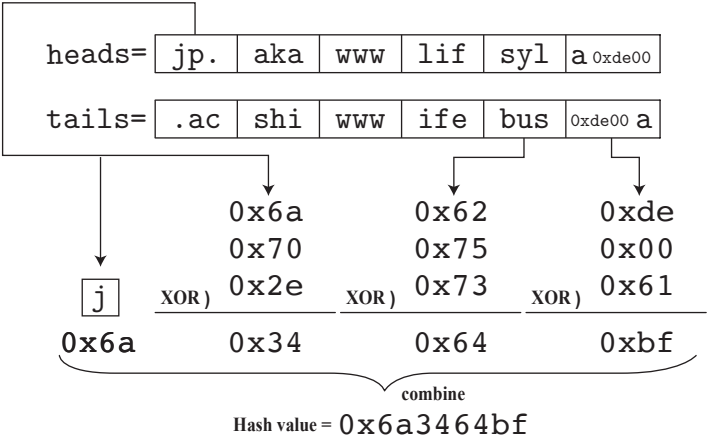 heads= jp. aka www lif syl a 0xde00
tails= .ac shi www ife bus 0xde00 a
0x6a 0x62 0xde
0x70 0x75 0x00
j XOR) 0x2e XOR) 0x73 XOR) 0x61
0x6a 0x34 0x64 0xbf
combine
Hash value = 0x6a3464bf